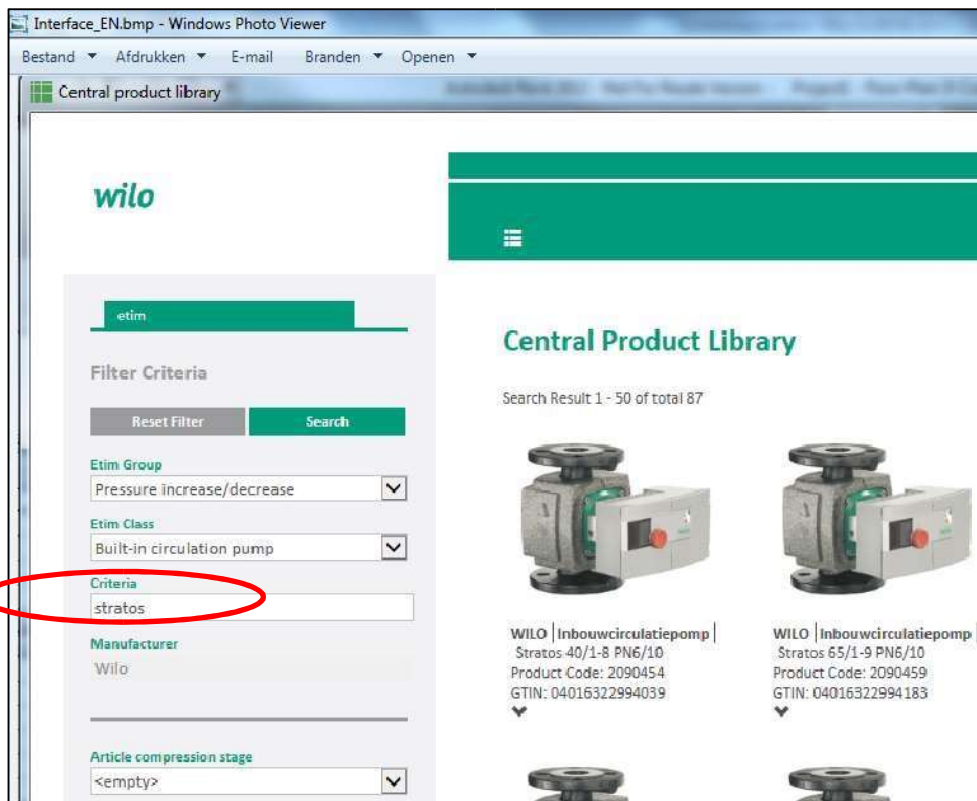 Interface_EN.bmp - Windows Photo Viewer
Bestand Afdrukken E-mail Branden Openen
Central product library
wilo
etim
Central Product Library
Filter Criteria
Search Result 1 - 50 of total 87
Reset Filter Search
Etim Group
Pressure increase/decrease
Etim Class
Built-in circulation pump
Criteria
stratos
Manufacturer
Wilo
WILO |Inbouwcirculatiepomp|
Stratos 40/1-8 PN6/10
Product Code: 2090454
GTIN: 04016322994039
WILO |Inbouwcirculatiepomp|
Stratos 65/1-9 PN6/10
Product Code: 2090459
GTIN: 04016322994183
Article compression stage
<empty>